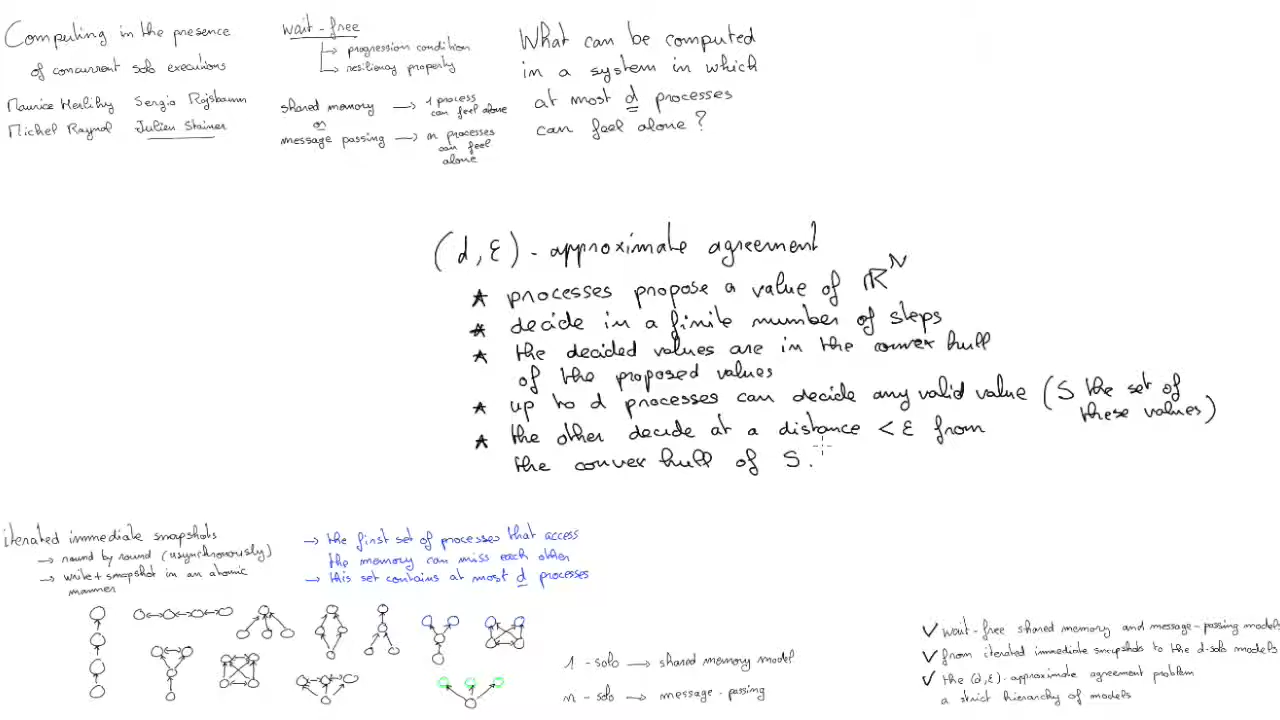 Computing in the presence
of concurrent solo executions
Maurice Herlihy Sergio Rajsbaum
Michel Raynal Julien Stainer
wait-free
→ progression condition
→ resiliency property
shared memory → 1 process
can feel alone
or
message passing → n processes
can feel
alone
What can be computed
in a system in which
at most d processes
can feel alone?
(d, ε)-approximate agreement
* processes propose a value of ℝᴺ
* decide in a finite number of steps
* the decided values are in the convex hull
of the proposed values
* up to d processes can decide any valid value (S the set of
these values)
* the other decide at a distance < ε from
the convex hull of S.
iterated immediate snapshots
→ round by round (asynchronously)
→ write + snapshot in an atomic
manner
→ the first set of processes that access
the memory can miss each other
→ this set contains at most d processes
1-solo → shared memory model
n-solo → message-passing
✓ wait-free shared memory and message-passing models
✓ from iterated immediate snapshots to the d-solo models
✓ the (d, ε)-approximate agreement problem
a strict hierarchy of models